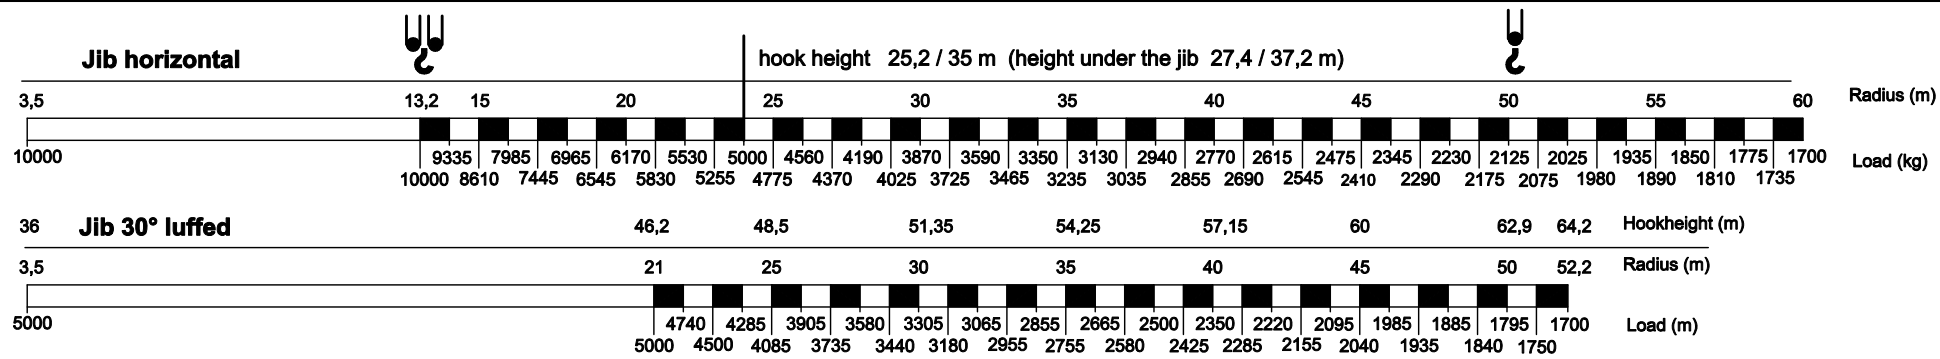 Jib horizontal hook height 25,2 / 35 m (height under the jib 27,4 / 37,2 m)
3,5 13,2 15 20 25 30 35 40 45 50 55 60 Radius (m)
10000 9335 7985 6965 6170 5530 5000 4560 4190 3870 3590 3350 3130 2940 2770 2615 2475 2345 2230 2125 2025 1935 1850 1775 1700 Load (kg)
10000 8610 7445 6545 5830 5255 4775 4370 4025 3725 3465 3235 3035 2855 2690 2545 2410 2290 2175 2075 1980 1890 1810 1735
36 Jib 30° luffed 46,2 48,5 51,35 54,25 57,15 60 62,9 64,2 Hookheight (m)
3,5 21 25 30 35 40 45 50 52,2 Radius (m)
5000 4740 4285 3905 3580 3305 3065 2855 2665 2500 2350 2220 2095 1985 1885 1795 1700 Load (m)
5000 4500 4085 3735 3440 3180 2955 2755 2580 2425 2285 2155 2040 1935 1840 1750